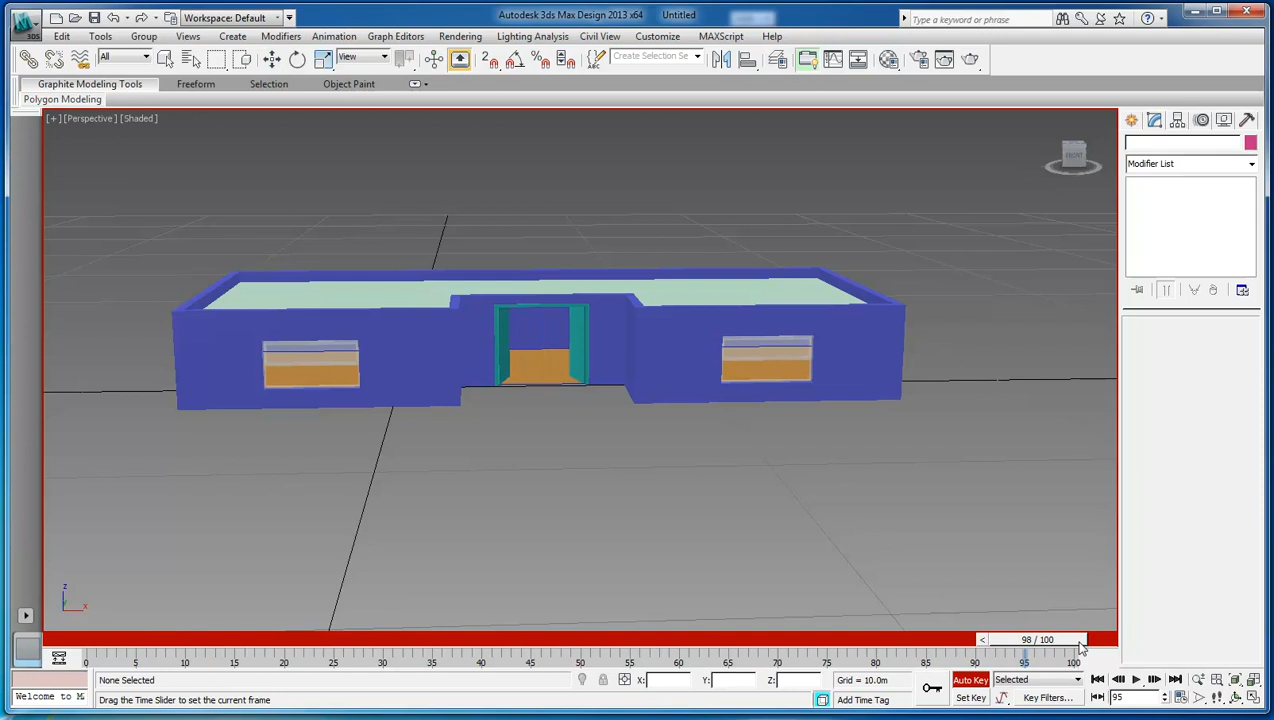 Workspace: Default
Autodesk 3ds Max Design 2013 x64 Untitled
Type a keyword or phrase
3DS
Edit Tools Group Views Create Modifiers Animation Graph Editors Rendering Lighting Analysis Civil View Customize MAXScript Help
All View Create Selection Se
Graphite Modeling Tools Freeform Selection Object Paint
Polygon Modeling
[+] [Perspective] [Shaded]
FRONT
Modifier List
z
x
< 98 / 100
0 5 10 15 20 25 30 35 40 45 50 55 60 65 70 75 80 85 90 95 100
None Selected X: Y: Z: Grid = 10.0m Auto Key Selected
Welcome to M Drag the Time Slider to set the current frame Add Time Tag Set Key Key Filters... 95